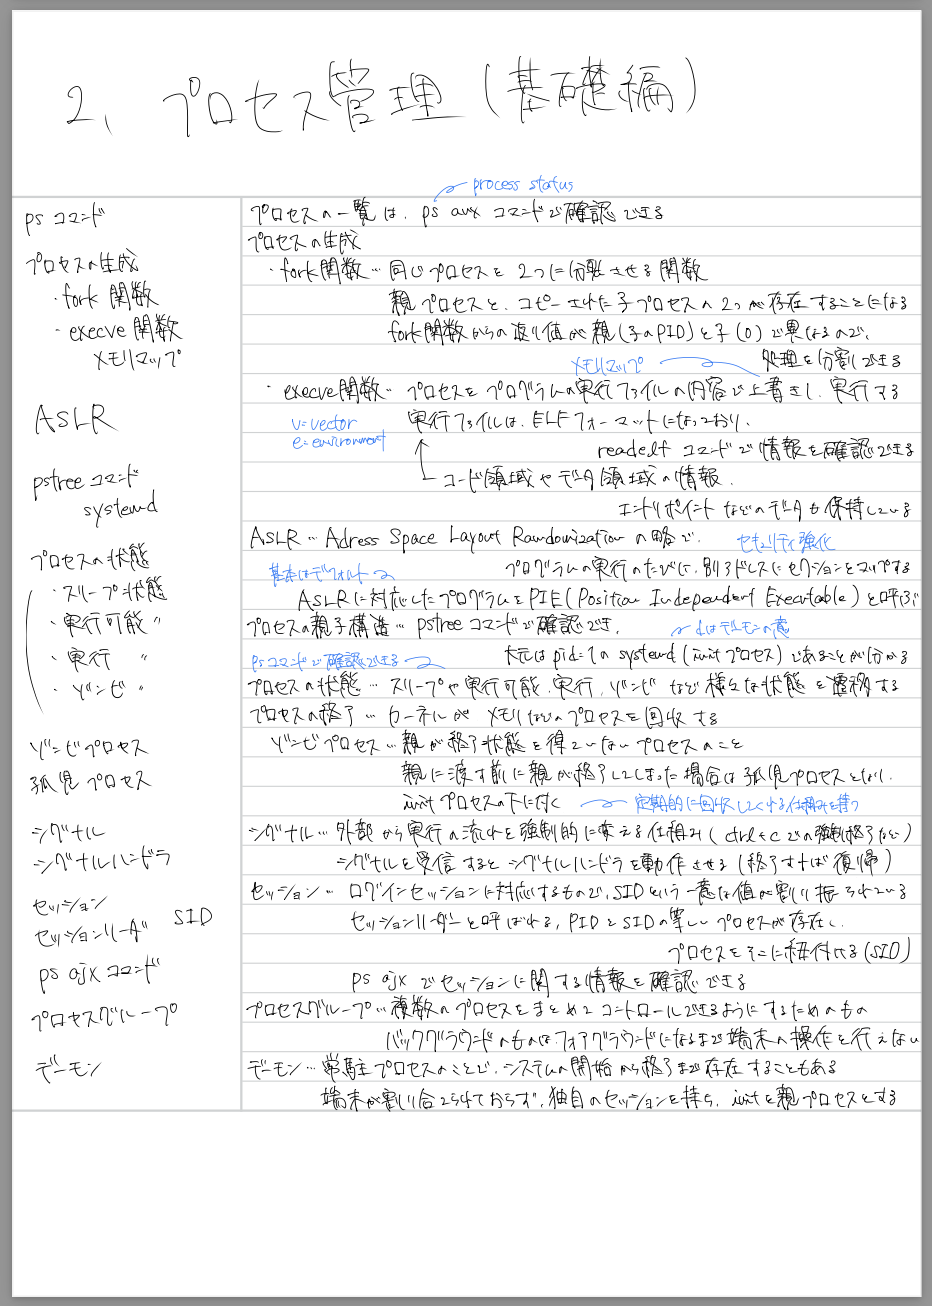 2、プロセス管理（基礎編）
process status
ps コマンド
プロセスの生成
・fork 関数
・execve 関数
メモリマップ
ASLR
pstree コマンド
systemd
プロセスの状態
・スリープ状態
・実行可能 〃
・実行 〃
・ゾンビ 〃
ゾンビプロセス
孤児プロセス
シグナル
シグナルハンドラ
セッション
セッションリーダ SID
ps ajx コマンド
プロセスグループ
デーモン
プロセスの一覧は、ps aux コマンドで確認できる
プロセスの生成
・fork関数…同じプロセスを2つに分裂させる関数
親プロセスと、コピーされた子プロセスの2つが存在することになる
fork関数からの返り値が親(子のPID)と子(0)で異なるので、
処理を分割できる
メモリマップ
・execve関数…プロセスをプログラムの実行ファイルの内容で上書きし、実行する
v=vector
e=environment
実行ファイルは、ELFフォーマットになっており、
readelf コマンドで情報を確認できる
コード領域やデータ領域の情報、
エントリポイントなどのデータを保持している
ASLR…Adress Space Layout Randomization の略で、
セキュリティ強化
プログラムの実行のたびに、別アドレスにセクションをマップする
基本はデフォルト
ASLRに対応したプログラムをPIE(Position Independent Executable)と呼ぶ
プロセスの親子構造…pstreeコマンドで確認でき、
dはデーモンの意
大元はpid=1のsystemd(initプロセス)であることが分かる
psコマンドで確認できる
プロセスの状態…スリープや実行可能、実行、ゾンビなど様々な状態を遷移する
プロセスの終了…カーネルがメモリなどのプロセスを回収する
ゾンビプロセス…親が終了状態を得ていないプロセスのこと
親に渡す前に親が終了してしまった場合は孤児プロセスとなり、
initプロセスの下に付く
定期的に回収してくれる仕組みを持つ
シグナル…外部から実行の流れを強制的に変える仕組み(ctrl+cでの強制終了など)
シグナルを受信するとシグナルハンドラを動作させる(終了すれば復帰)
セッション…ログインセッションに対応するもので、SIDという一意な値が割り振られている
セッションリーダーと呼ばれる、PIDとSIDの等しいプロセスが存在し、
プロセスをそこに紐付ける(SID)
ps ajx でセッションに関する情報を確認できる
プロセスグループ…複数のプロセスをまとめてコントロールできるようにするためのもの
バックグラウンドのものはフォアグラウンドになるまで端末の操作を行えない
デーモン…常駐プロセスのことで、システムの開始から終了まで存在することもある
端末が割り合てられておらず、独自のセッションを持ち、initを親プロセスとする